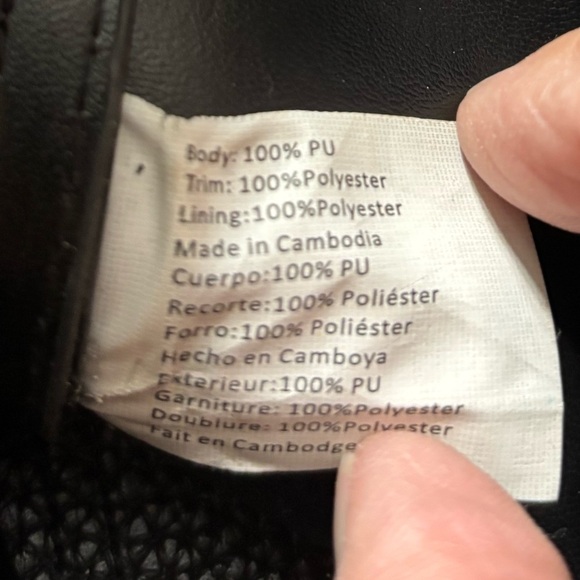 Body: 100% PU
Trim: 100%Polyester
Lining:100%Polyester
Made in Cambodia
Cuerpo:100% PU
Recorte:100% Poliéster
Forro:100% Poliéster
Hecho en Camboya
Exterieur:100% PU
Garniture: 100%Polyester
Doublure: 100%Polyester
Fait en Cambodge